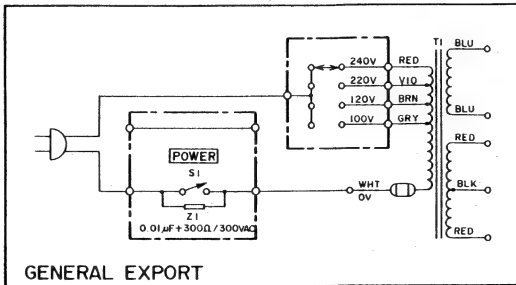 240V RED T1 BLU
220V VIO
120V BRN
100V GRY BLU
POWER RED
S1
WHT BLK
0V
Z1
0.01μF+300Ω/300VAC RED
GENERAL EXPORT